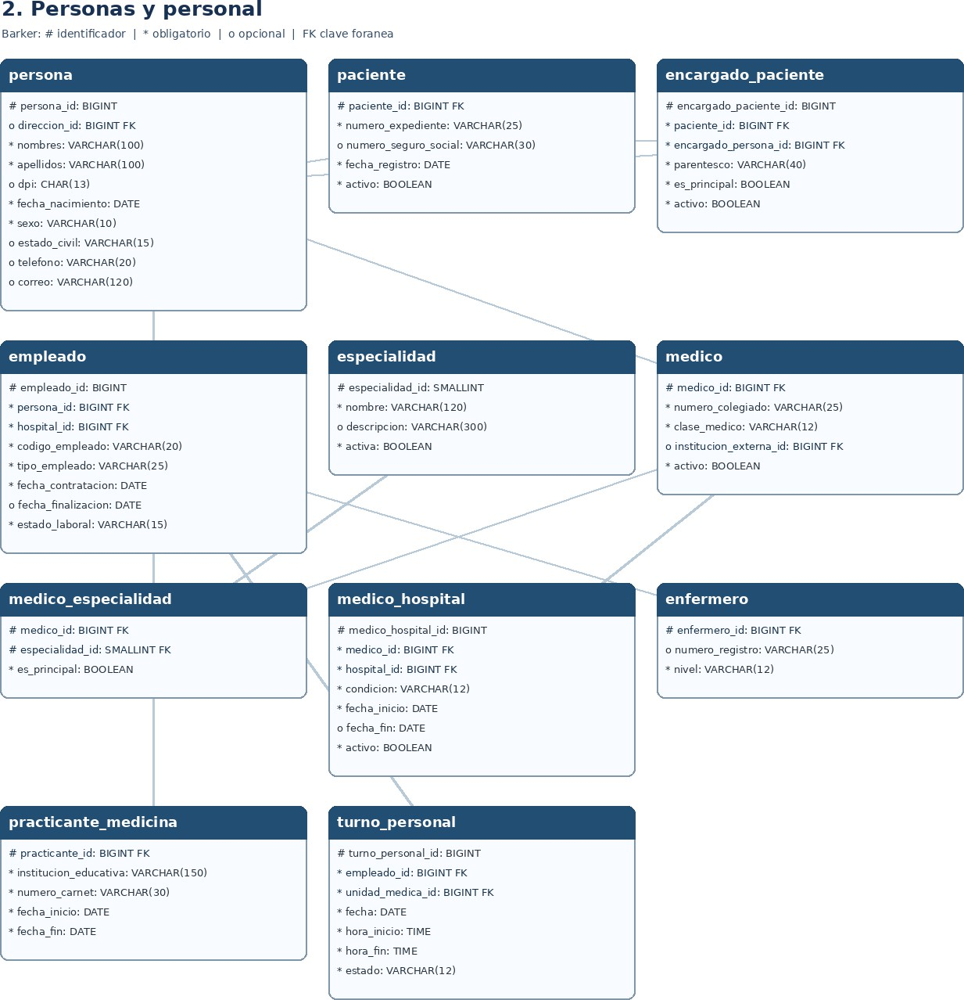 2. Personas y personal
Barker: # identificador | * obligatorio | o opcional | FK clave foranea
persona
# persona_id: BIGINT
o direccion_id: BIGINT FK
* nombres: VARCHAR(100)
* apellidos: VARCHAR(100)
o dpi: CHAR(13)
* fecha_nacimiento: DATE
* sexo: VARCHAR(10)
o estado_civil: VARCHAR(15)
o telefono: VARCHAR(20)
o correo: VARCHAR(120)
paciente
# paciente_id: BIGINT FK
* numero_expediente: VARCHAR(25)
o numero_seguro_social: VARCHAR(30)
* fecha_registro: DATE
* activo: BOOLEAN
encargado_paciente
# encargado_paciente_id: BIGINT
* paciente_id: BIGINT FK
* encargado_persona_id: BIGINT FK
* parentesco: VARCHAR(40)
* es_principal: BOOLEAN
* activo: BOOLEAN
empleado
# empleado_id: BIGINT
* persona_id: BIGINT FK
* hospital_id: BIGINT FK
* codigo_empleado: VARCHAR(20)
* tipo_empleado: VARCHAR(25)
* fecha_contratacion: DATE
o fecha_finalizacion: DATE
* estado_laboral: VARCHAR(15)
especialidad
# especialidad_id: SMALLINT
* nombre: VARCHAR(120)
o descripcion: VARCHAR(300)
* activa: BOOLEAN
medico
# medico_id: BIGINT FK
* numero_colegiado: VARCHAR(25)
* clase_medico: VARCHAR(12)
o institucion_externa_id: BIGINT FK
* activo: BOOLEAN
medico_especialidad
# medico_id: BIGINT FK
# especialidad_id: SMALLINT FK
* es_principal: BOOLEAN
medico_hospital
# medico_hospital_id: BIGINT
* medico_id: BIGINT FK
* hospital_id: BIGINT FK
* condicion: VARCHAR(12)
* fecha_inicio: DATE
o fecha_fin: DATE
* activo: BOOLEAN
enfermero
# enfermero_id: BIGINT FK
o numero_registro: VARCHAR(25)
* nivel: VARCHAR(12)
practicante_medicina
# practicante_id: BIGINT FK
* institucion_educativa: VARCHAR(150)
* numero_carnet: VARCHAR(30)
* fecha_inicio: DATE
* fecha_fin: DATE
turno_personal
# turno_personal_id: BIGINT
* empleado_id: BIGINT FK
* unidad_medica_id: BIGINT FK
* fecha: DATE
* hora_inicio: TIME
* hora_fin: TIME
* estado: VARCHAR(12)